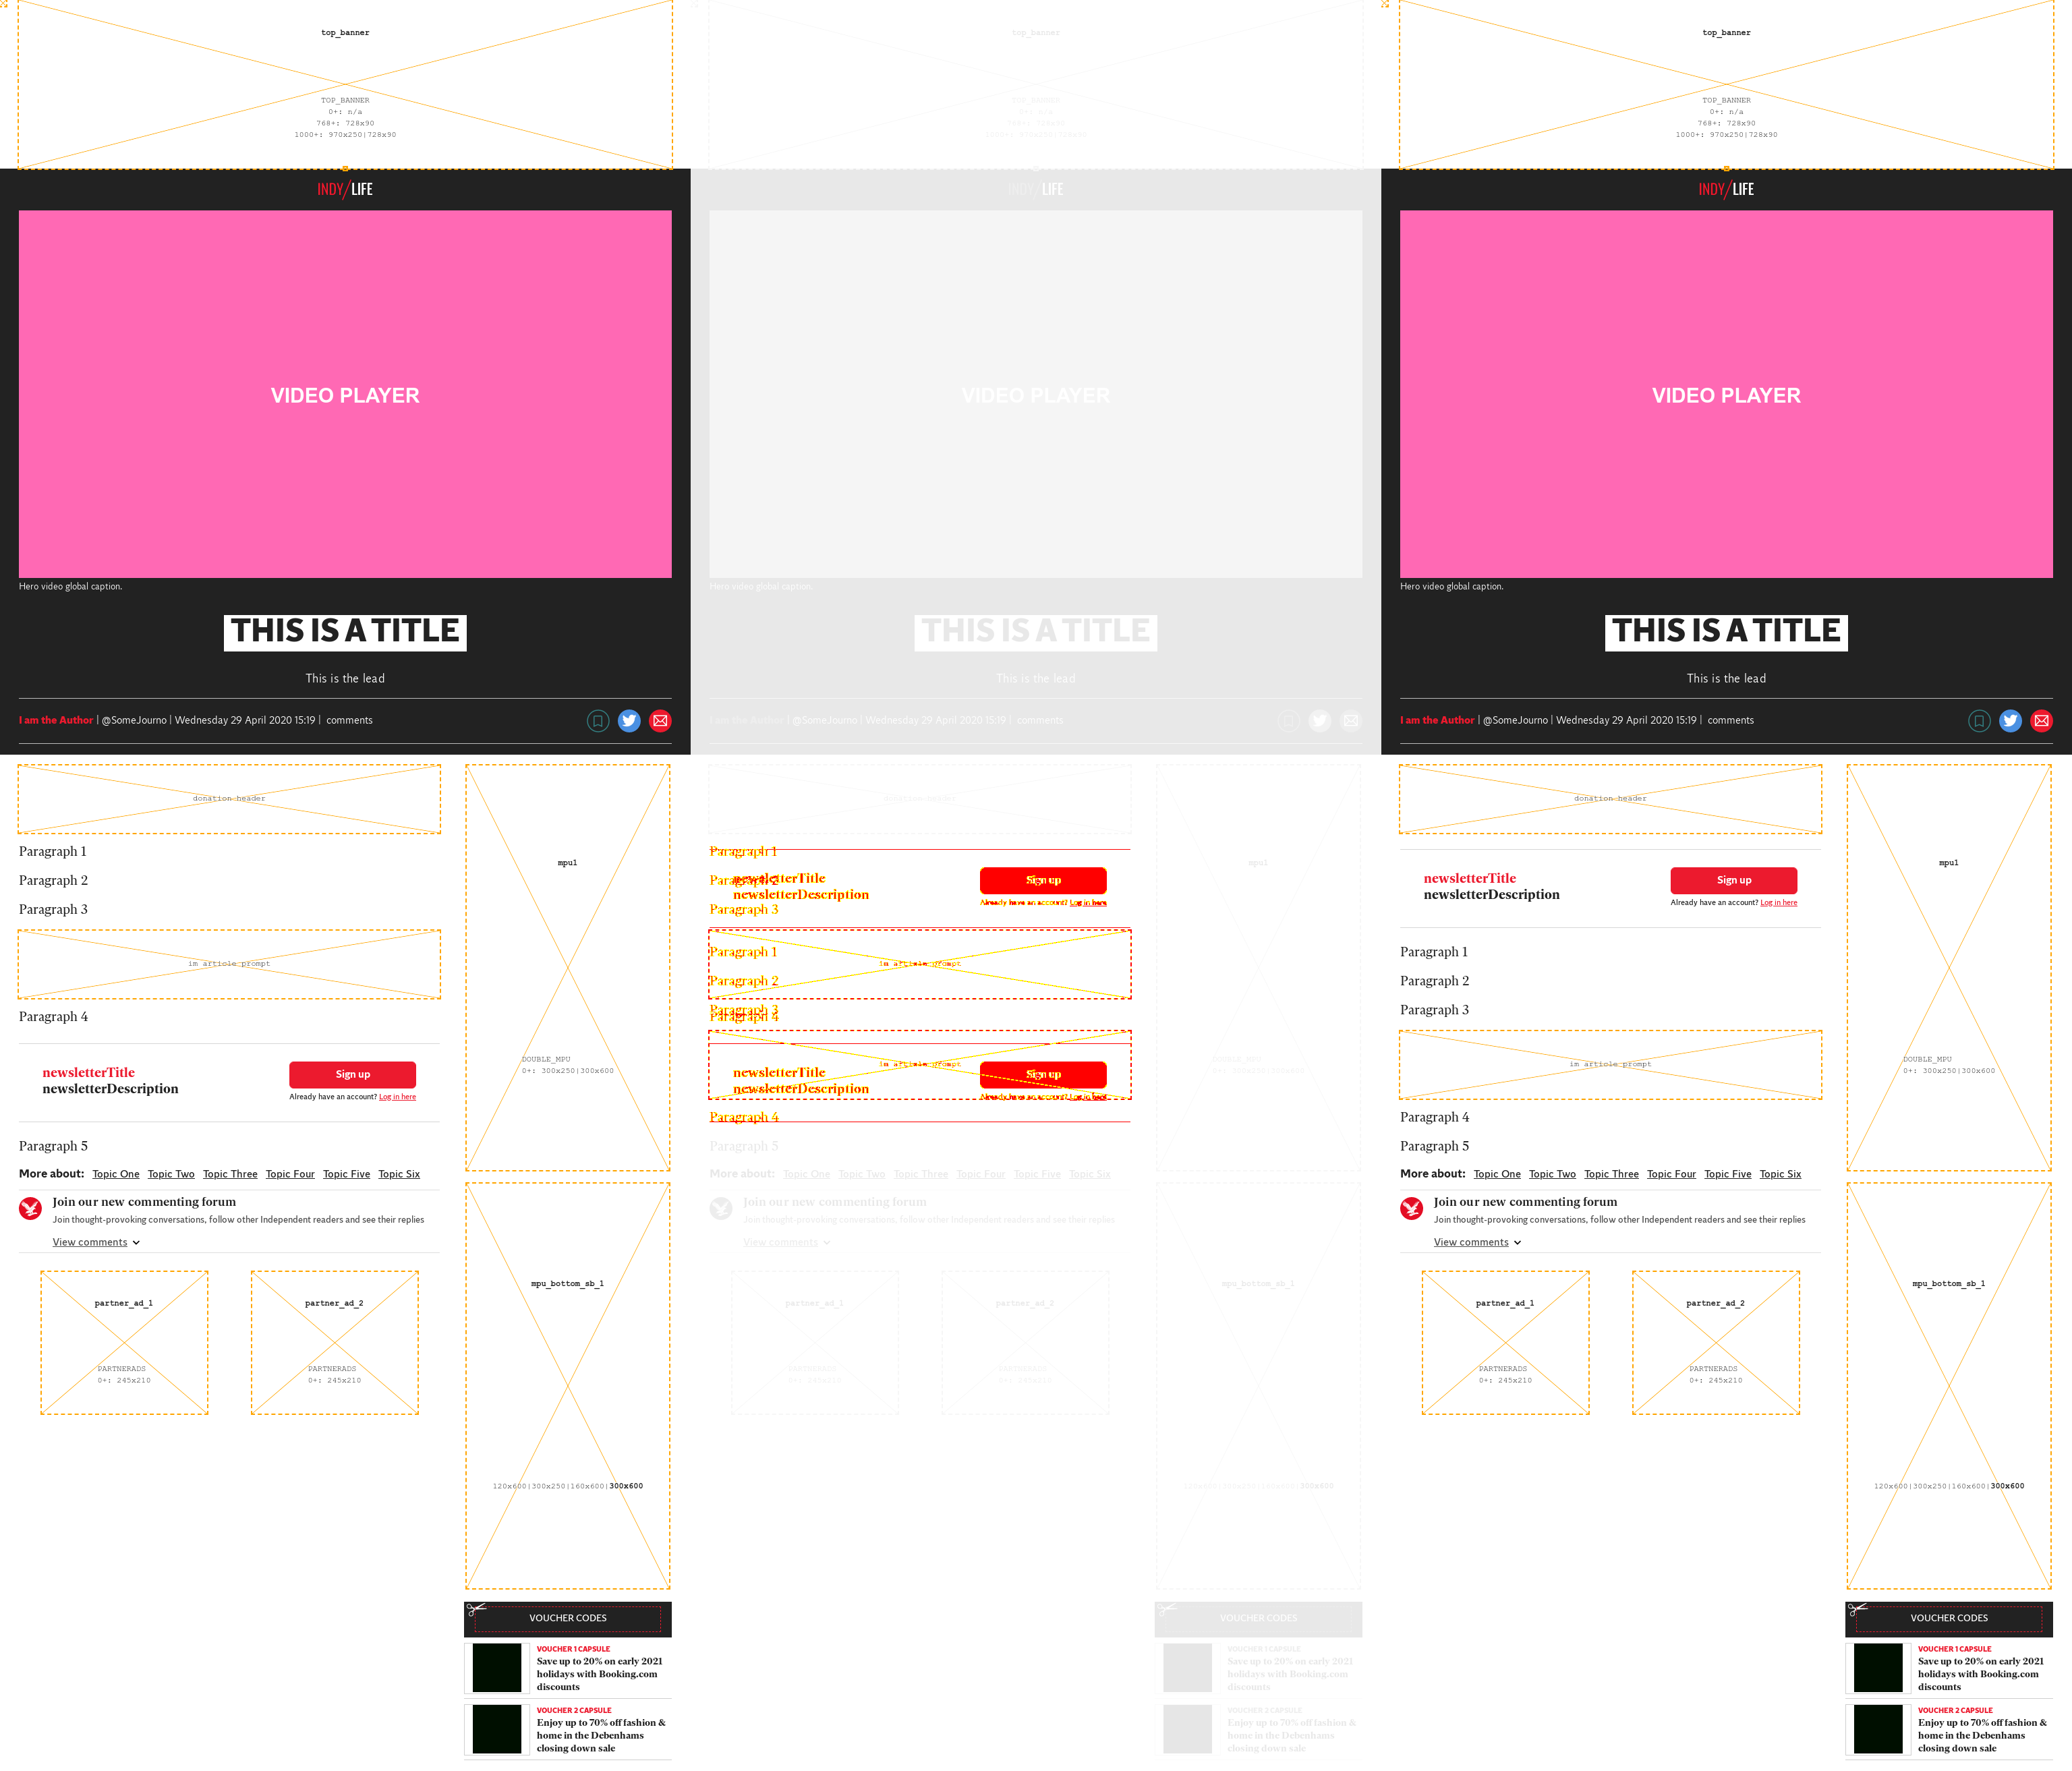 top_banner
TOP_BANNER
0+: n/a
768+: 728x90
1000+: 970x250|728x90
INDY/LIFE
VIDEO PLAYER
Hero video global caption.
THIS IS A TITLE
This is the lead
I am the Author | @SomeJourno | Wednesday 29 April 2020 15:19 | comments
donation header
Paragraph 1
Paragraph 2
Paragraph 3
im article prompt
Paragraph 4
newsletterTitle
newsletterDescription
Sign up
Already have an account? Log in here
Paragraph 5
More about: Topic One Topic Two Topic Three Topic Four Topic Five Topic Six
Join our new commenting forum
Join thought-provoking conversations, follow other Independent readers and see their replies
View comments
partner_ad_1
PARTNERADS
0+: 245x210
partner_ad_2
PARTNERADS
0+: 245x210
mpu1
DOUBLE_MPU
0+: 300x250|300x600
mpu_bottom_sb_1
120x600|300x250|160x600|300x600
VOUCHER CODES
VOUCHER 1 CAPSULE
Save up to 20% on early 2021
holidays with Booking.com
discounts
VOUCHER 2 CAPSULE
Enjoy up to 70% off fashion &
home in the Debenhams
closing down sale
top_banner
TOP_BANNER
0+: n/a
768+: 728x90
1000+: 970x250|728x90
INDY/LIFE
VIDEO PLAYER
Hero video global caption.
THIS IS A TITLE
This is the lead
I am the Author | @SomeJourno | Wednesday 29 April 2020 15:19 | comments
donation header
Paragraph 1
newsletterTitle
newsletterDescription
Sign up
Already have an account? Log in here
Paragraph 3
Paragraph 1
im article prompt
Paragraph 2
Paragraph 4
im article prompt
newsletterTitle
newsletterDescription
Sign up
Already have an account? Log in here
Paragraph 4
Paragraph 5
More about: Topic One Topic Two Topic Three Topic Four Topic Five Topic Six
Join our new commenting forum
Join thought-provoking conversations, follow other Independent readers and see their replies
View comments
partner_ad_1
PARTNERADS
0+: 245x210
partner_ad_2
PARTNERADS
0+: 245x210
mpu1
DOUBLE_MPU
0+: 300x250|300x600
mpu_bottom_sb_1
120x600|300x250|160x600|300x600
VOUCHER CODES
VOUCHER 1 CAPSULE
Save up to 20% on early 2021
holidays with Booking.com
discounts
VOUCHER 2 CAPSULE
Enjoy up to 70% off fashion &
home in the Debenhams
closing down sale
top_banner
TOP_BANNER
0+: n/a
768+: 728x90
1000+: 970x250|728x90
INDY/LIFE
VIDEO PLAYER
Hero video global caption.
THIS IS A TITLE
This is the lead
I am the Author | @SomeJourno | Wednesday 29 April 2020 15:19 | comments
donation header
newsletterTitle
newsletterDescription
Sign up
Already have an account? Log in here
Paragraph 1
Paragraph 2
Paragraph 3
im article prompt
Paragraph 4
Paragraph 5
More about: Topic One Topic Two Topic Three Topic Four Topic Five Topic Six
Join our new commenting forum
Join thought-provoking conversations, follow other Independent readers and see their replies
View comments
partner_ad_1
PARTNERADS
0+: 245x210
partner_ad_2
PARTNERADS
0+: 245x210
mpu1
DOUBLE_MPU
0+: 300x250|300x600
mpu_bottom_sb_1
120x600|300x250|160x600|300x600
VOUCHER CODES
VOUCHER 1 CAPSULE
Save up to 20% on early 2021
holidays with Booking.com
discounts
VOUCHER 2 CAPSULE
Enjoy up to 70% off fashion &
home in the Debenhams
closing down sale